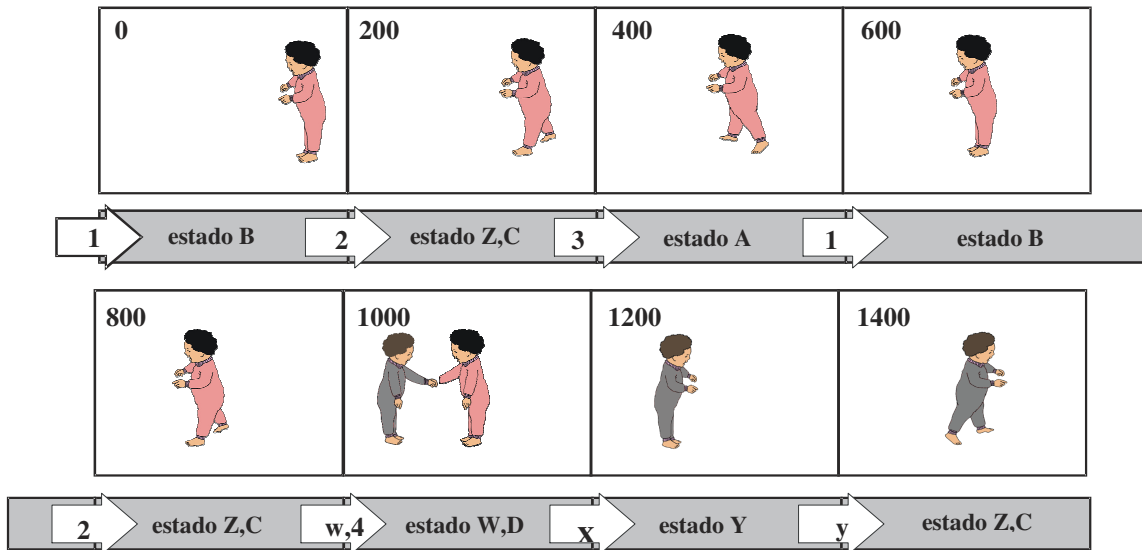 0 200 400 600
1 estado B 2 estado Z,C 3 estado A 1 estado B
800 1000 1200 1400
2 estado Z,C w,4 estado W,D x estado Y y estado Z,C